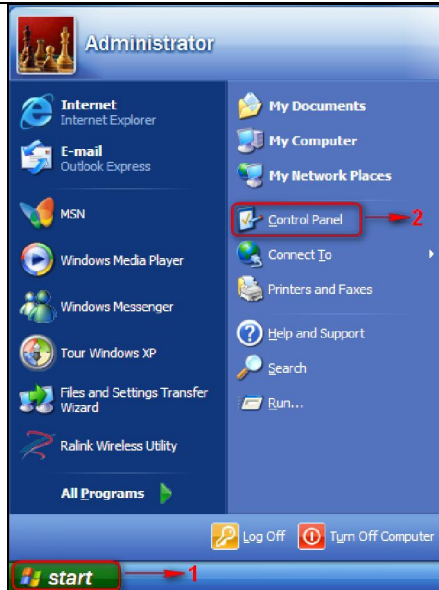 Administrator
Internet
Internet Explorer
E-mail
Outlook Express
MSN
Windows Media Player
Windows Messenger
Tour Windows XP
Files and Settings Transfer
Wizard
Ralink Wireless Utility
All Programs
My Documents
My Computer
My Network Places
Control Panel
2
Connect To
Printers and Faxes
Help and Support
Search
Run...
Log Off
Turn Off Computer
start
1